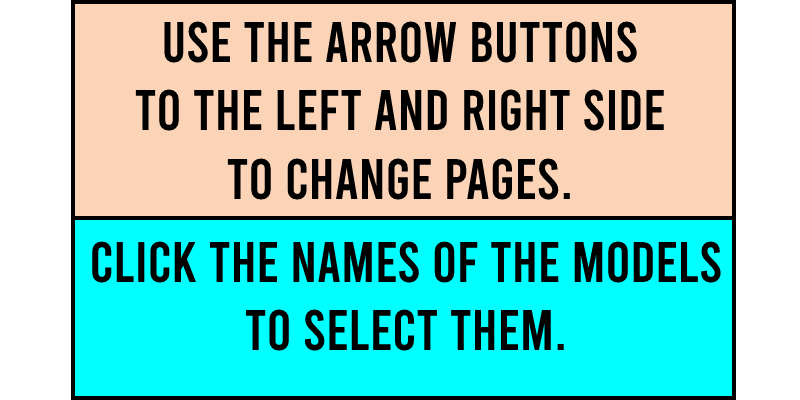 USE THE ARROW BUTTONS
TO THE LEFT AND RIGHT SIDE
TO CHANGE PAGES.
CLICK THE NAMES OF THE MODELS
TO SELECT THEM.